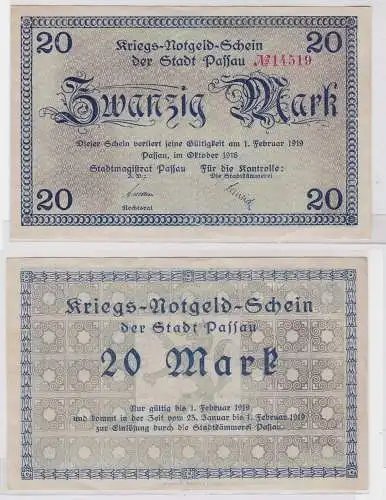 20 Kriegs-Notgeld-Schein 20
der Stadt Passau №14519
Zwanzig Mark
Dieser Schein verliert seine Gültigkeit am 1. Februar 1919
Passau, im Oktober 1918
Stadtmagistrat Passau Für die Kontrolle:
J. V.: Die Stadtkämmerei
20 20
Rechtsrat
Kriegs-Notgeld-Schein
der Stadt Passau
20 Mark
Nur gültig bis 1. Februar 1919
und kommt in der Zeit vom 25. Januar bis 1. Februar 1919
zur Einlösung durch die Stadtkämmerei Passau.